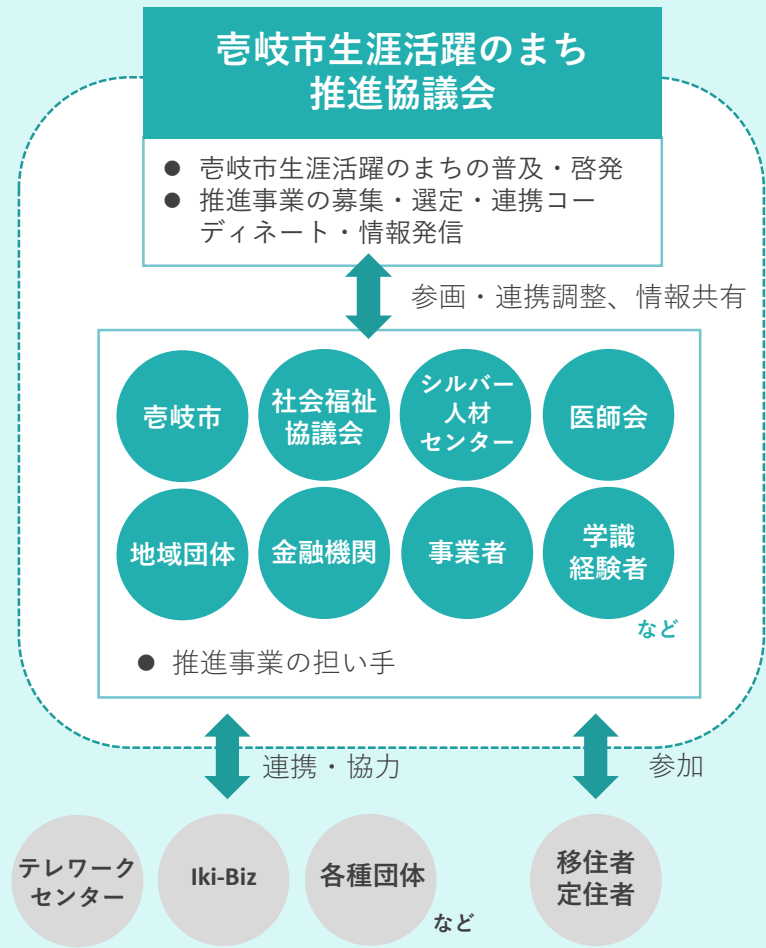 壱岐市生涯活躍のまち
推進協議会
● 壱岐市生涯活躍のまちの普及・啓発
● 推進事業の募集・選定・連携コー
ディネート・情報発信
参画・連携調整、情報共有
壱岐市
社会福祉
協議会
シルバー
人材
センター
医師会
地域団体
金融機関
事業者
学識
経験者
など
● 推進事業の担い手
連携・協力
参加
テレワーク
センター
Iki-Biz
各種団体
など
移住者
定住者